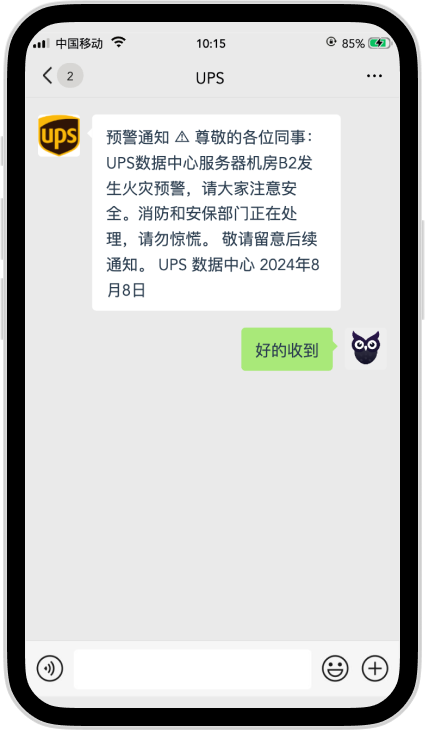 中国移动 10:15 85%
2 UPS
ups
预警通知 ⚠ 尊敬的各位同事：
UPS数据中心服务器机房B2发
生火灾预警，请大家注意安
全。消防和安保部门正在处
理，请勿惊慌。 敬请留意后续
通知。 UPS 数据中心 2024年8
月8日
好的收到